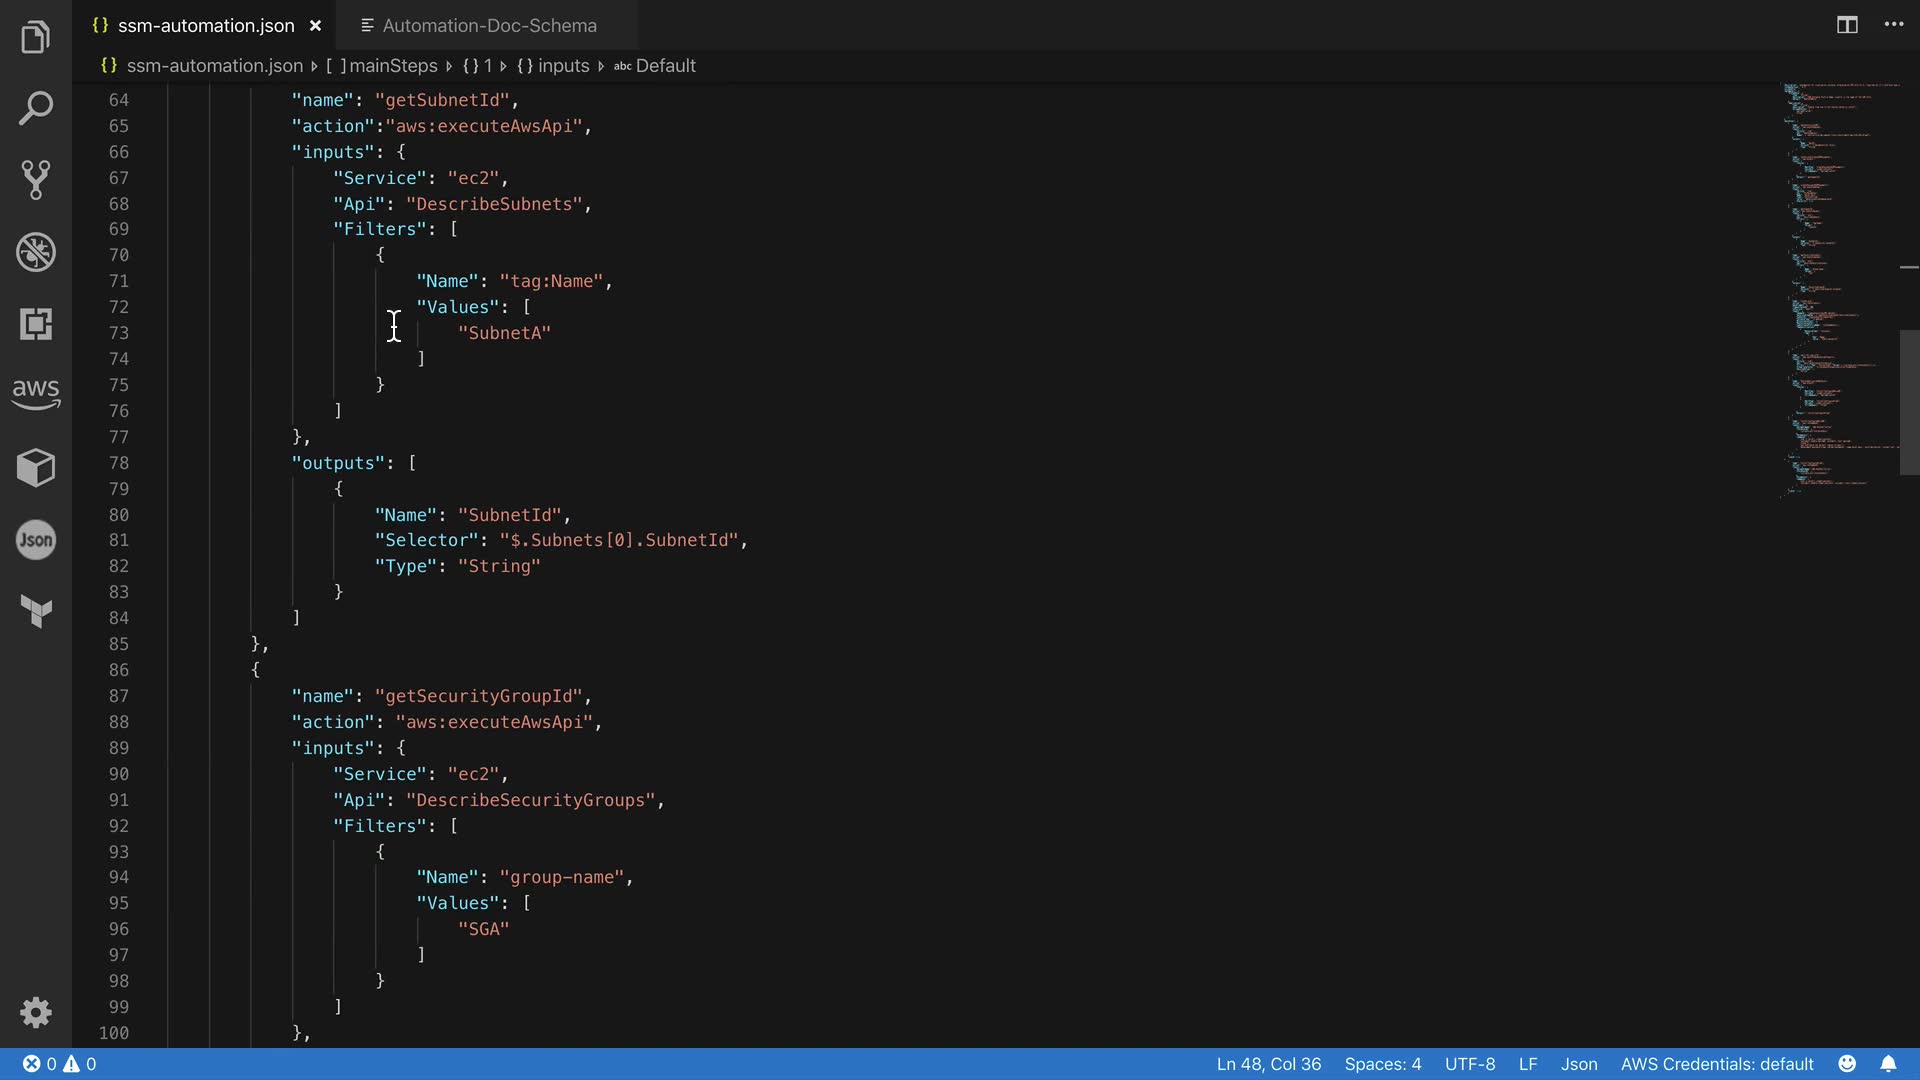 ssm-automation.json
Automation-Doc-Schema
ssm-automation.json [ ] mainSteps {} 1 {} inputs abc Default
64 "name": "getSubnetId",
65 "action":"aws:executeAwsApi",
66 "inputs": {
67 "Service": "ec2",
68 "Api": "DescribeSubnets",
69 "Filters": [
70 {
71 "Name": "tag:Name",
72 "Values": [
73 "SubnetA"
74 ]
75 }
76 ]
77 },
78 "outputs": [
79 {
80 "Name": "SubnetId",
81 "Selector": "$.Subnets[0].SubnetId",
82 "Type": "String"
83 }
84 ]
85 },
86 {
87 "name": "getSecurityGroupId",
88 "action": "aws:executeAwsApi",
89 "inputs": {
90 "Service": "ec2",
91 "Api": "DescribeSecurityGroups",
92 "Filters": [
93 {
94 "Name": "group-name",
95 "Values": [
96 "SGA"
97 ]
98 }
99 ]
100 },
aws
Json
0 0 Ln 48, Col 36 Spaces: 4 UTF-8 LF Json AWS Credentials: default